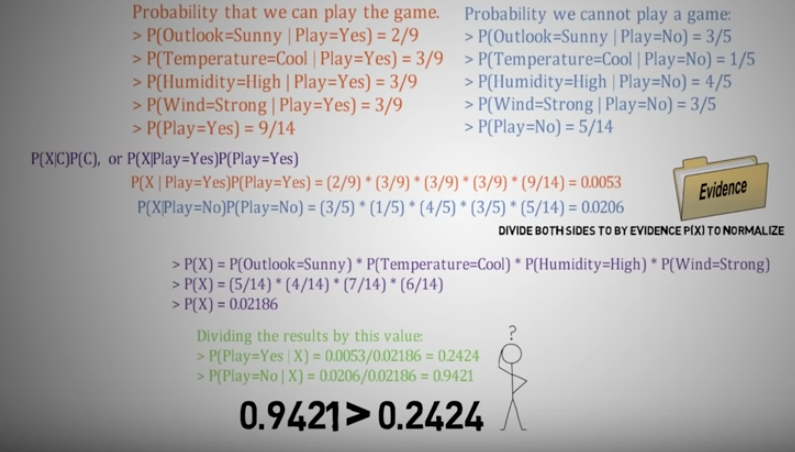 Probability that we can play the game.
> P(Outlook=Sunny | Play=Yes) = 2/9
> P(Temperature=Cool | Play=Yes) = 3/9
> P(Humidity=High | Play=Yes) = 3/9
> P(Wind=Strong | Play=Yes) = 3/9
> P(Play=Yes) = 9/14
Probability we cannot play a game:
> P(Outlook=Sunny | Play=No) = 3/5
> P(Temperature=Cool | Play=No) = 1/5
> P(Humidity=High | Play=No) = 4/5
> P(Wind=Strong | Play=No) = 3/5
> P(Play=No) = 5/14
P(X|C)P(C), or P(X|Play=Yes)P(Play=Yes)
P(X | Play=Yes)P(Play=Yes) = (2/9) * (3/9) * (3/9) * (3/9) * (9/14) = 0.0053
P(X|Play=No)P(Play=No) = (3/5) * (1/5) * (4/5) * (3/5) * (5/14) = 0.0206
Evidence
DIVIDE BOTH SIDES TO BY EVIDENCE P(X) TO NORMALIZE
> P(X) = P(Outlook=Sunny) * P(Temperature=Cool) * P(Humidity=High) * P(Wind=Strong)
> P(X) = (5/14) * (4/14) * (7/14) * (6/14)
> P(X) = 0.02186
Dividing the results by this value:
> P(Play=Yes | X) = 0.0053/0.02186 = 0.2424
> P(Play=No | X) = 0.0206/0.02186 = 0.9421
?
0.9421 > 0.2424